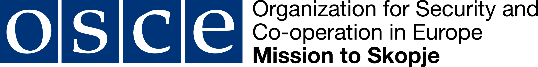 osce Organization for Security and
Co-operation in Europe
Mission to Skopje